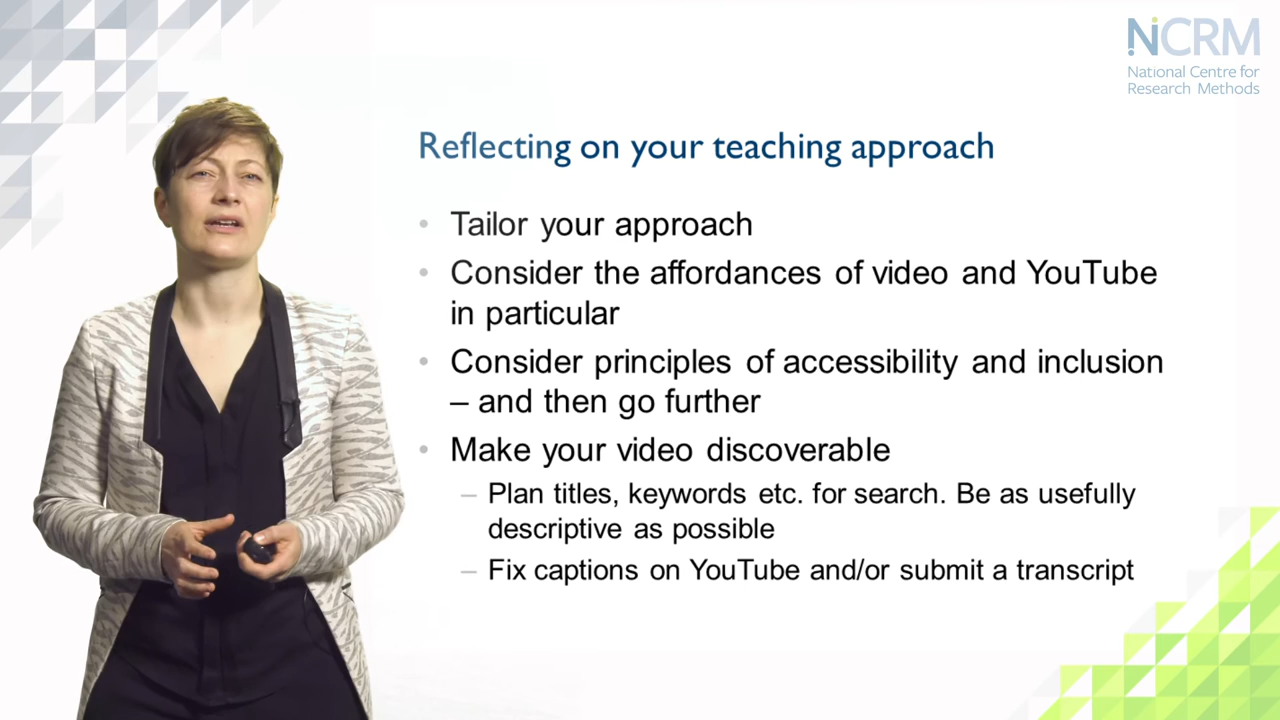 NCRM
National Centre for
Research Methods
Reflecting on your teaching approach
• Tailor your approach
• Consider the affordances of video and YouTube
in particular
• Consider principles of accessibility and inclusion
– and then go further
• Make your video discoverable
– Plan titles, keywords etc. for search. Be as usefully
descriptive as possible
– Fix captions on YouTube and/or submit a transcript